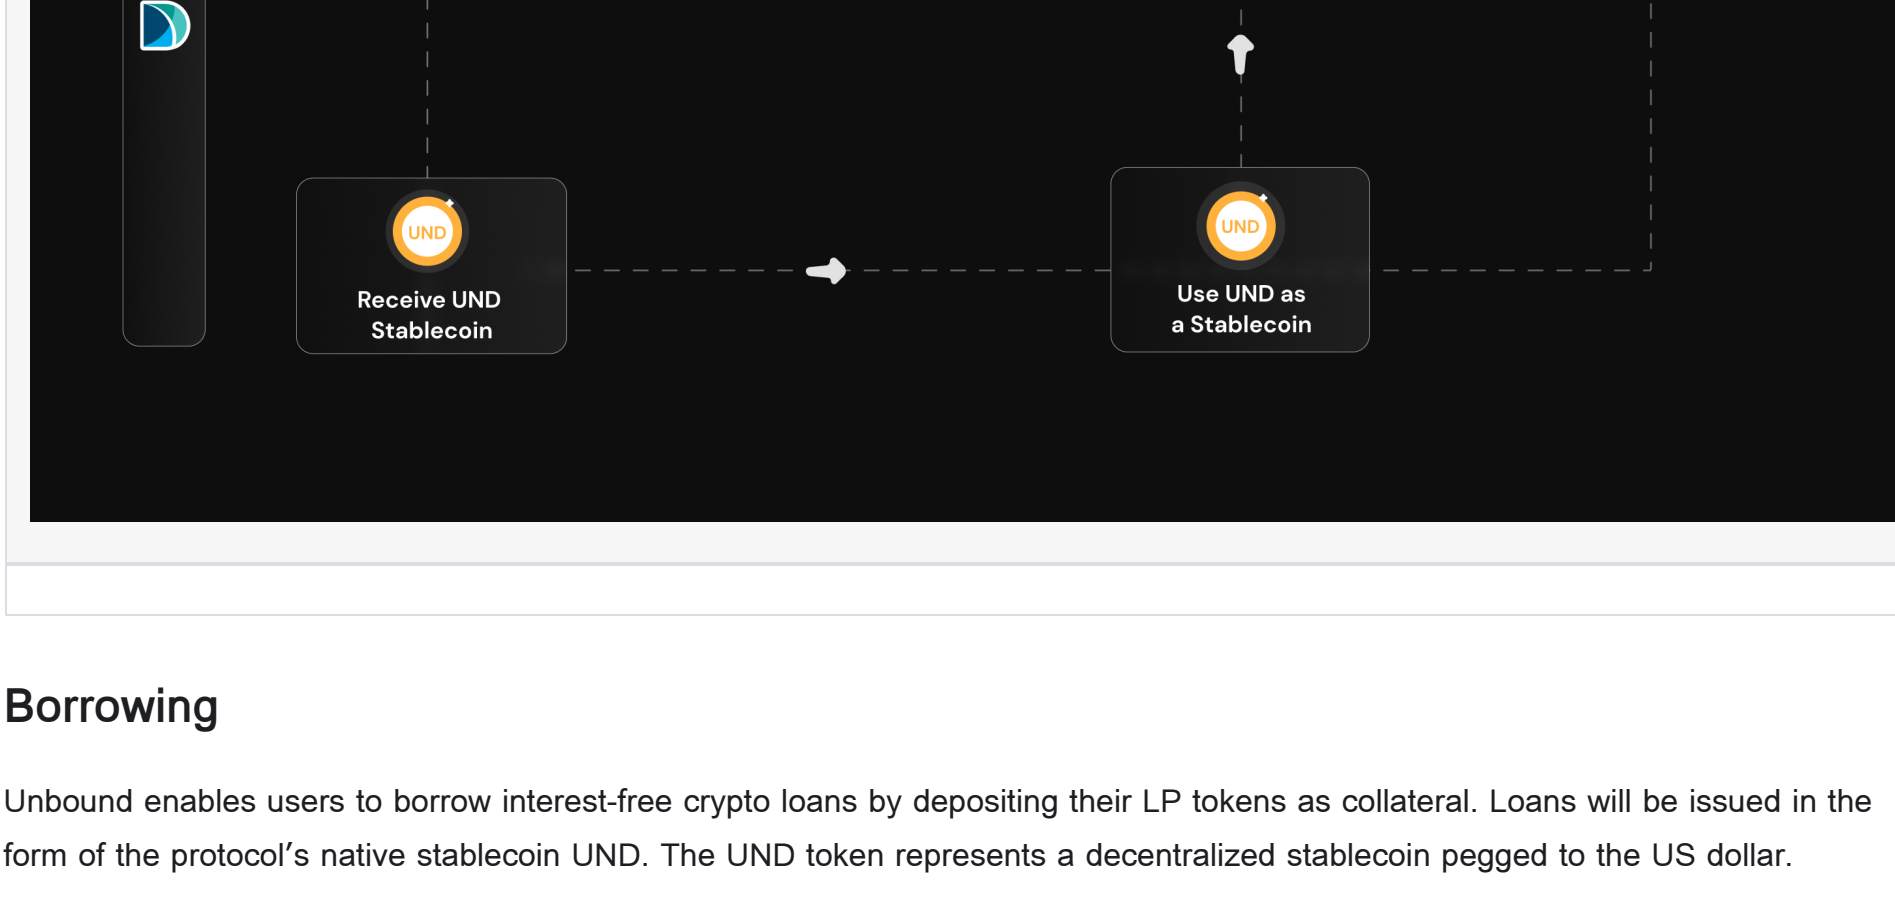 UND
Receive UND
Stablecoin
UND
Use UND as
a Stablecoin
Borrowing
Unbound enables users to borrow interest-free crypto loans by depositing their LP tokens as collateral. Loans will be issued in the
form of the protocol’s native stablecoin UND. The UND token represents a decentralized stablecoin pegged to the US dollar.